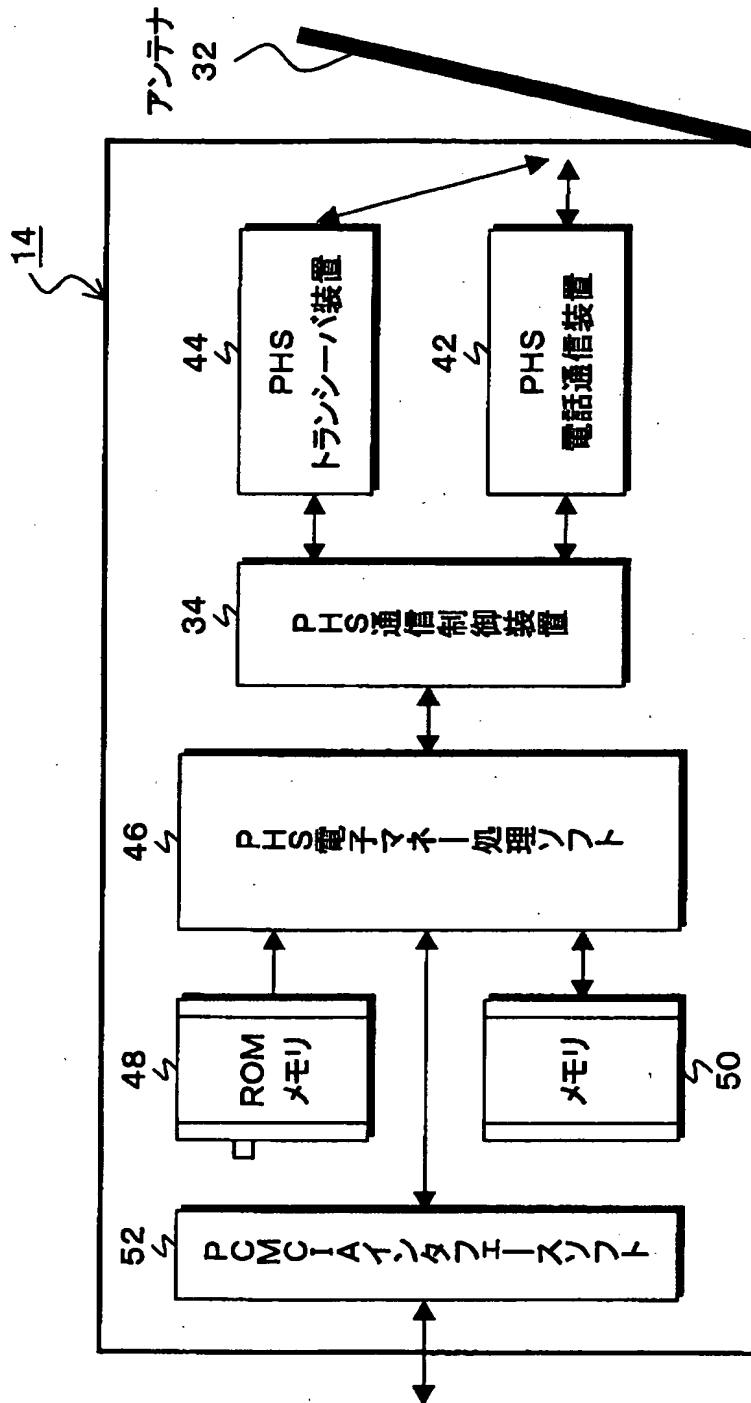 14
アンテナ
32
52
PCMCIAインタフェースソフト
48
ROM
メモリ
メモリ
50
46
PHS電子マネー処理ソフト
34
PHS通信制御装置
44
PHS
トランシーバ装置
42
PHS
電話通信装置